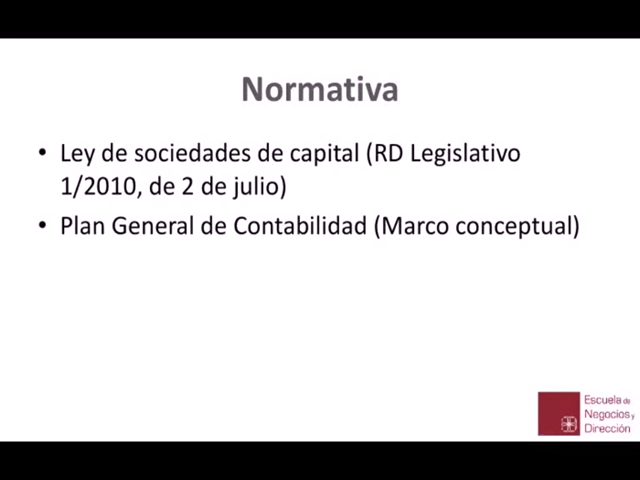 Normativa
• Ley de sociedades de capital (RD Legislativo
1/2010, de 2 de julio)
• Plan General de Contabilidad (Marco conceptual)
Escuela de
Negocios y
Dirección